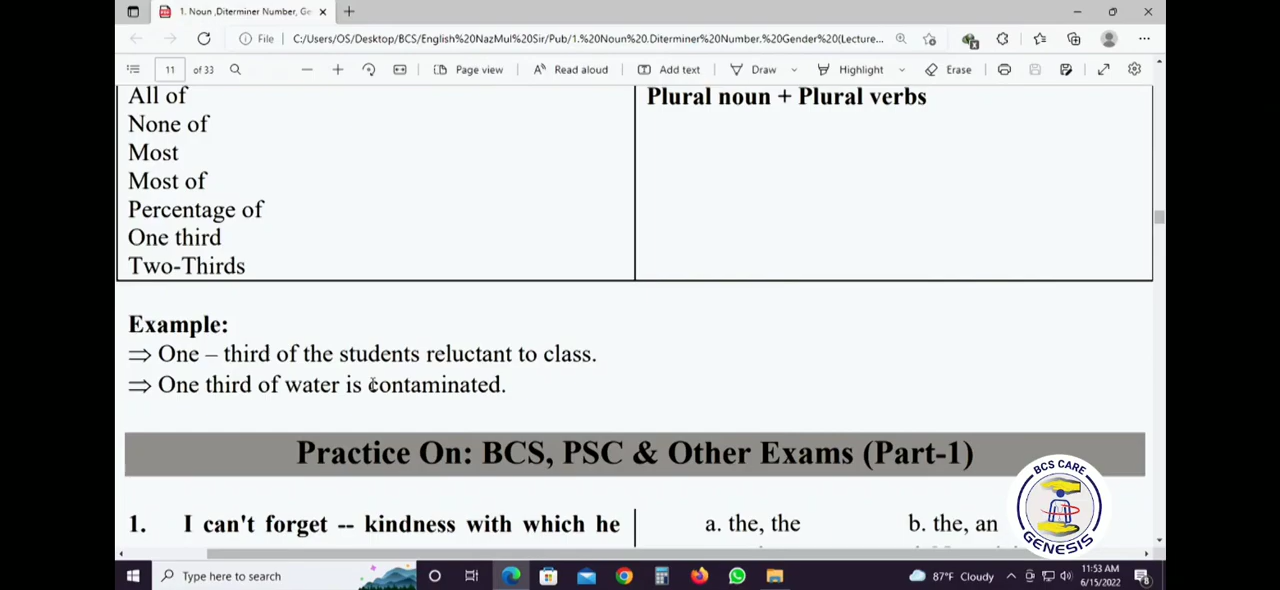 1. Noun ,Diterminer Number, Ge
File
C:/Users/OS/Desktop/BCS/English%20NazMul%20Sir/Pub/1.%20Noun%20.Diterminer%20Number.%20Gender%20(Lecture...
11 of 33
Page view
Read aloud
Add text
Draw
Highlight
Erase
All of
None of
Most
Most of
Percentage of
One third
Two-Thirds
Plural noun + Plural verbs
Example:
⇒ One – third of the students reluctant to class.
⇒ One third of water is contaminated.
Practice On: BCS, PSC & Other Exams (Part-1)
1. I can't forget -- kindness with which he
a. the, the
b. the, an
BCS CARE
GENESIS
Type here to search
87°F Cloudy
11:53 AM
6/15/2022
8